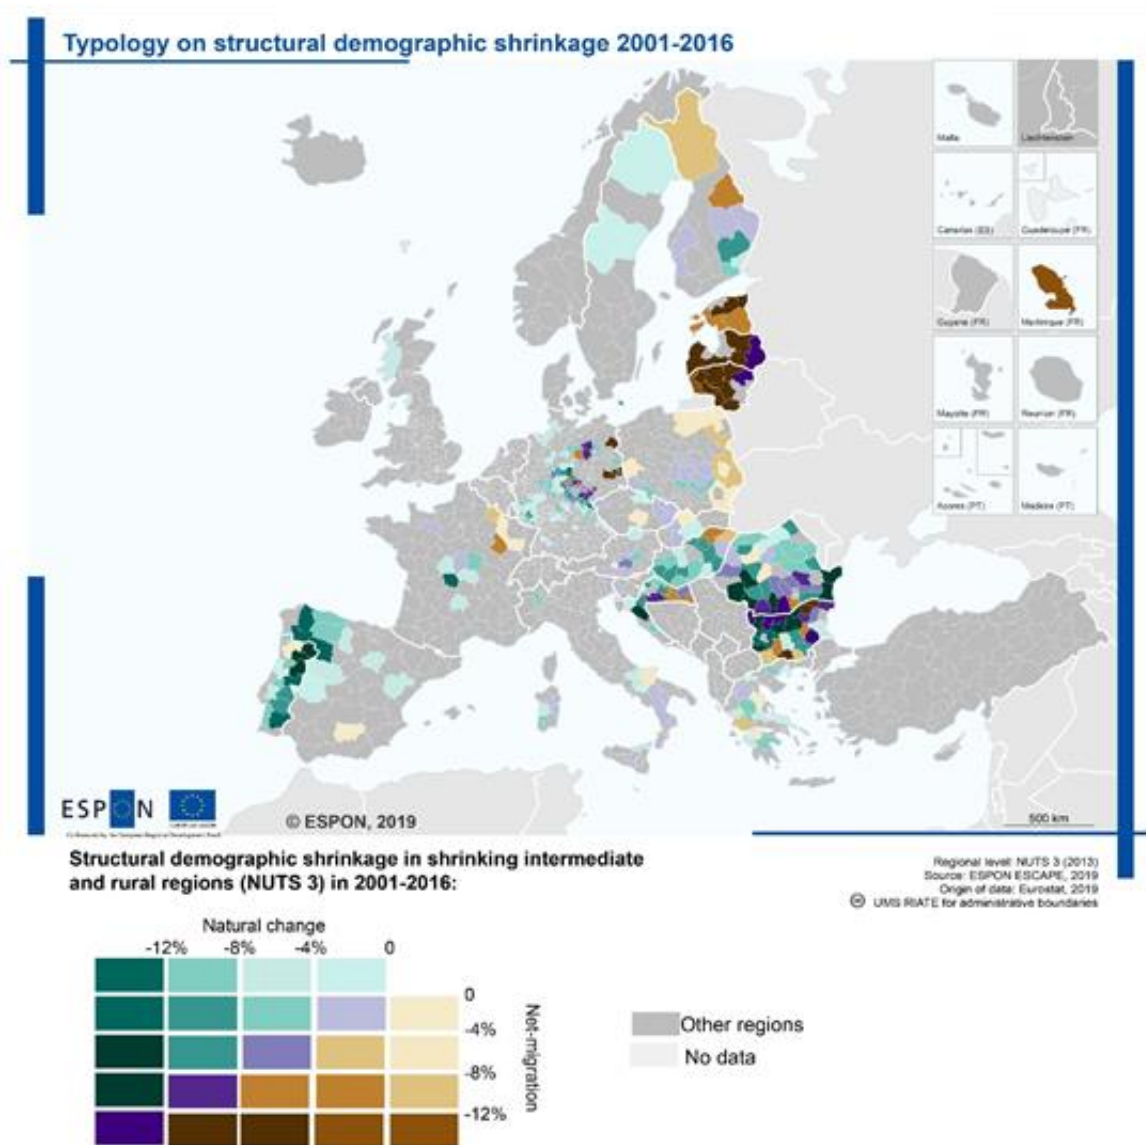 Typology on structural demographic shrinkage 2001-2016
Malta
Liechtenstein
Canarias (ES)
Guadeloupe (FR)
Guyane (FR)
Martinique (FR)
Mayotte (FR)
Reunion (FR)
Acores (PT)
Madeira (PT)
ESPON
© ESPON, 2019
500 km
Structural demographic shrinkage in shrinking intermediate
and rural regions (NUTS 3) in 2001-2016:
Regional level: NUTS 3 (2013)
Source: ESPON ESCAPE, 2019
Origin of data: Eurostat, 2019
UMS RIATE for administrative boundaries
Natural change
-12% -8% -4% 0
0
-4%
-8%
-12%
Net-migration
Other regions
No data